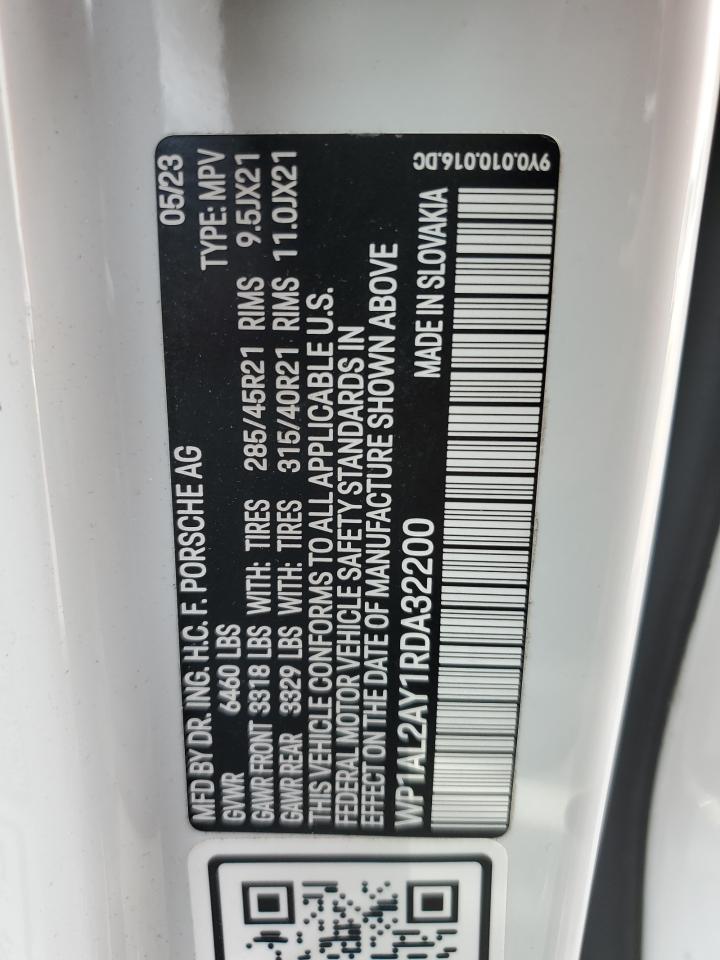 MFD BY DR. ING. H.C. F. PORSCHE AG 05/23
GVWR 6460 LBS TYPE: MPV
GAWR FRONT 3318 LBS WITH: TIRES 285/45R21 RIMS 9.5JX21
GAWR REAR 3329 LBS WITH: TIRES 315/40R21 RIMS 11.0JX21
THIS VEHICLE CONFORMS TO ALL APPLICABLE U.S.
FEDERAL MOTOR VEHICLE SAFETY STANDARDS IN
EFFECT ON THE DATE OF MANUFACTURE SHOWN ABOVE
WP1AL2AY1RDA32200 MADE IN SLOVAKIA
9Y0.010.016.DC